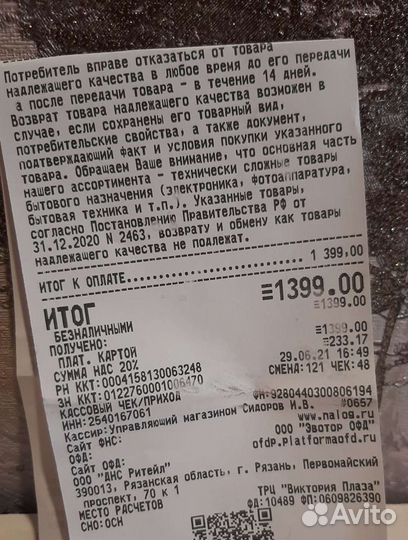 Потребитель вправе отказаться от товара
надлежащего качества в любое время до его передачи
а после передачи товара - в течение 14 дней.
Возврат товара надлежащего качества возможен в
случае, если сохранены его товарный вид,
потребительские свойства, а также документ,
подтверждающий факт и условия покупки указанного
товара. Обращаем Ваше внимание, что основная часть
нашего ассортимента - технически сложные товары
бытового назначения (электроника, фотоаппаратура,
бытовая техника и т.п.). Указанные товары,
согласно Постановлению Правительства РФ от
31.12.2020 N 2463, возврату и обмену как товары
надлежащего качества не подлежат.
ИТОГ К ОПЛАТЕ.................... 1 399,00
ИТОГ ≡1399.00
БЕЗНАЛИЧНЫМИ ≡1399.00
ПОЛУЧЕНО:
ПЛАТ. КАРТОЙ ≡1399.00
СУММА НДС 20% ≡233.17
РН ККТ:0004158130063248 29.06.21 16:49
ЗН ККТ:0122760001006470 СМЕНА:121 ЧЕК:48
КАССОВЫЙ ЧЕК/ПРИХОД ФН:9280440300806194
ИНН:2540167061 #0657
Кассир:Управляющий магазином Сидоров И.В.
Сайт ФНС: www.nalog.ru
ОФД: ООО "Эвотор ОФД"
Сайт ОФД: ofdp.Platformaofd.ru
ООО "ДНС Ритейл"
390013, Рязанская область, г. Рязань, Первомайский
проспект, 70 к 1
МЕСТО РАСЧЕТОВ ТРЦ "Виктория Плаза"
СНО:ОСН ФД:10489 ФП:0609826390
Avito